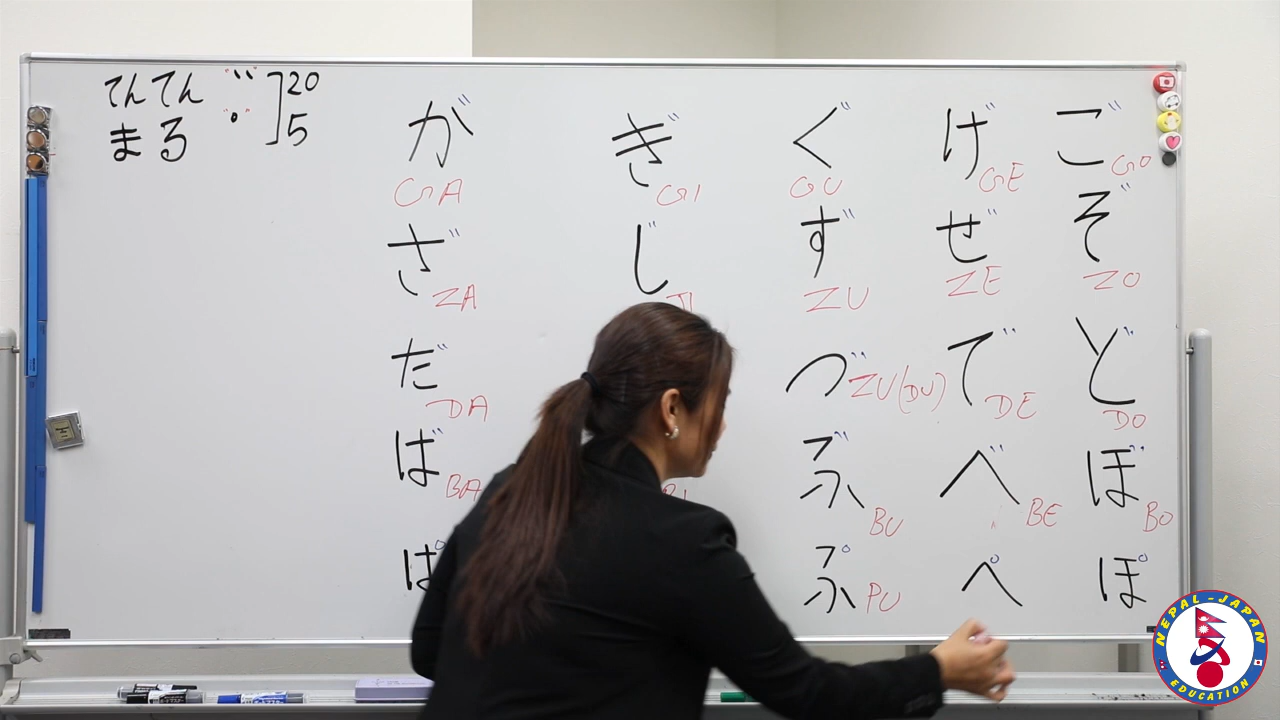 てんてん ゛ ] 20
まる ・ 5
が ぎ ぐ げ ご
GA GI GU GE GO
ざ じ ず ぜ ぞ
ZA ZU ZE ZO
だ づ で ど
DA ZU(DU) DE DO
ば ぶ べ ぼ
BA BU BE BO
ぷ ぺ ぽ
PU
NEPAL-JAPAN
EDUCATION